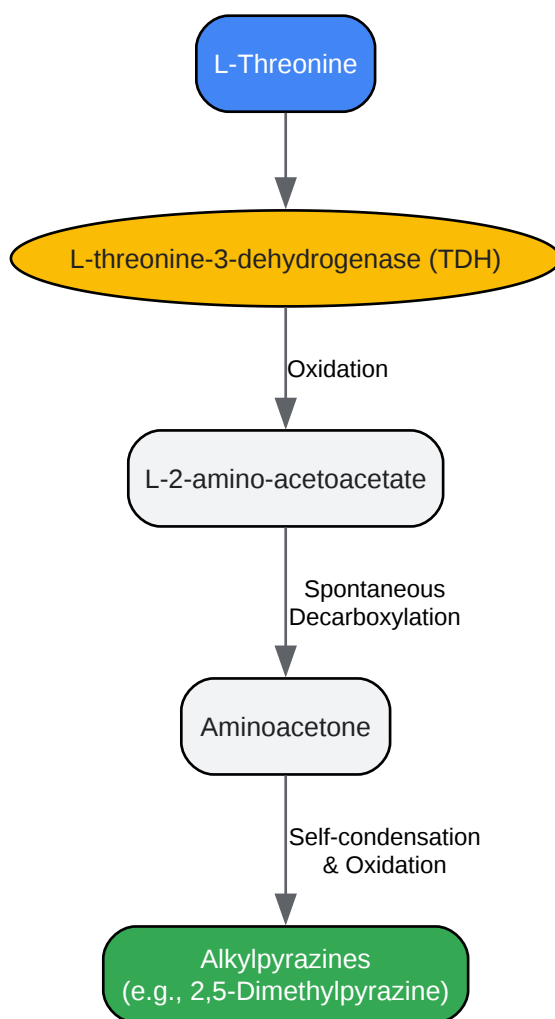 L-Threonine
L-threonine-3-dehydrogenase (TDH)
Oxidation
L-2-amino-acetoacetate
Spontaneous
Decarboxylation
Aminoacetone
Self-condensation
& Oxidation
Alkylpyrazines
(e.g., 2,5-Dimethylpyrazine)